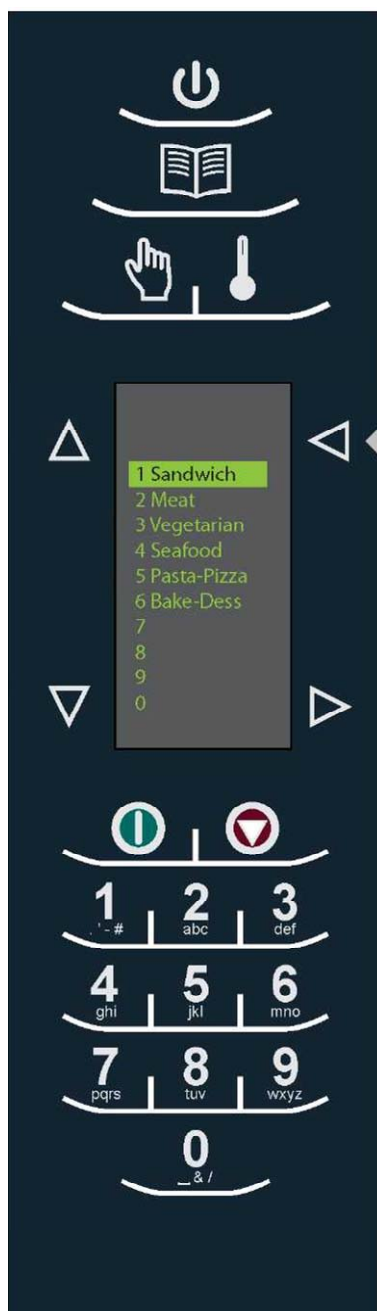 1 Sandwich
2 Meat
3 Vegetarian
4 Seafood
5 Pasta-Pizza
6 Bake-Dess
7
8
9
0
1 2 3
. ' - # abc def
4 5 6
ghi jkl mno
7 8 9
pqrs tuv wxyz
0
_ & /